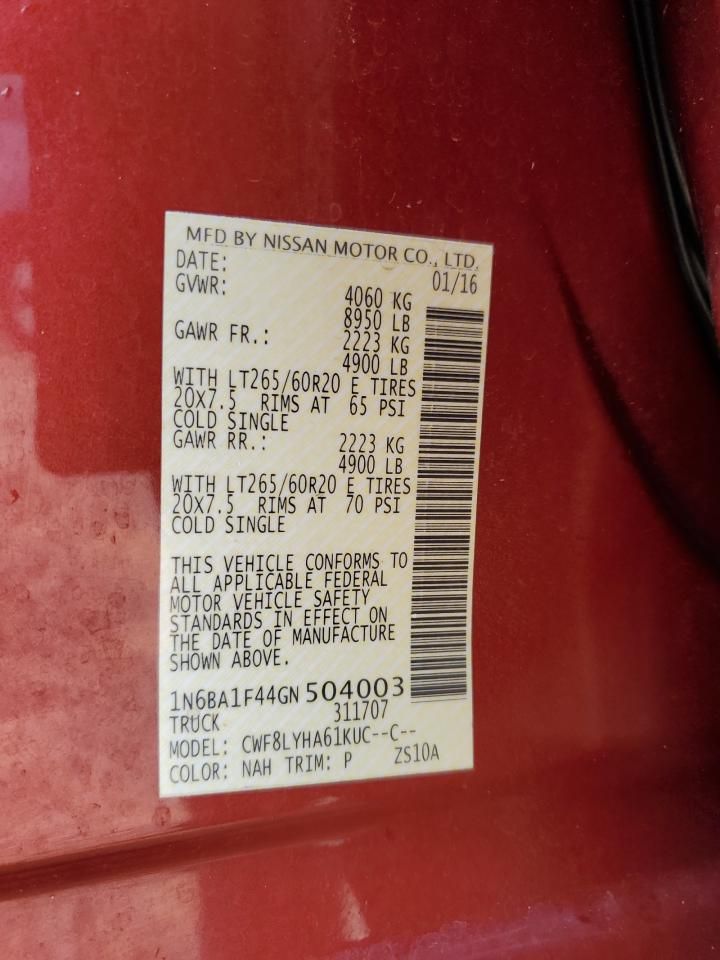 MFD BY NISSAN MOTOR CO., LTD.
DATE: 01/16
GVWR: 4060 KG
8950 LB
GAWR FR.: 2223 KG
4900 LB
WITH LT265/60R20 E TIRES
20X7.5 RIMS AT 65 PSI
COLD SINGLE
GAWR RR.: 2223 KG
4900 LB
WITH LT265/60R20 E TIRES
20X7.5 RIMS AT 70 PSI
COLD SINGLE
THIS VEHICLE CONFORMS TO
ALL APPLICABLE FEDERAL
MOTOR VEHICLE SAFETY
STANDARDS IN EFFECT ON
THE DATE OF MANUFACTURE
SHOWN ABOVE.
1N6BA1F44GN504003
TRUCK 311707
MODEL: CWF8LYHA61KUC--C--
COLOR: NAH TRIM: P ZS10A